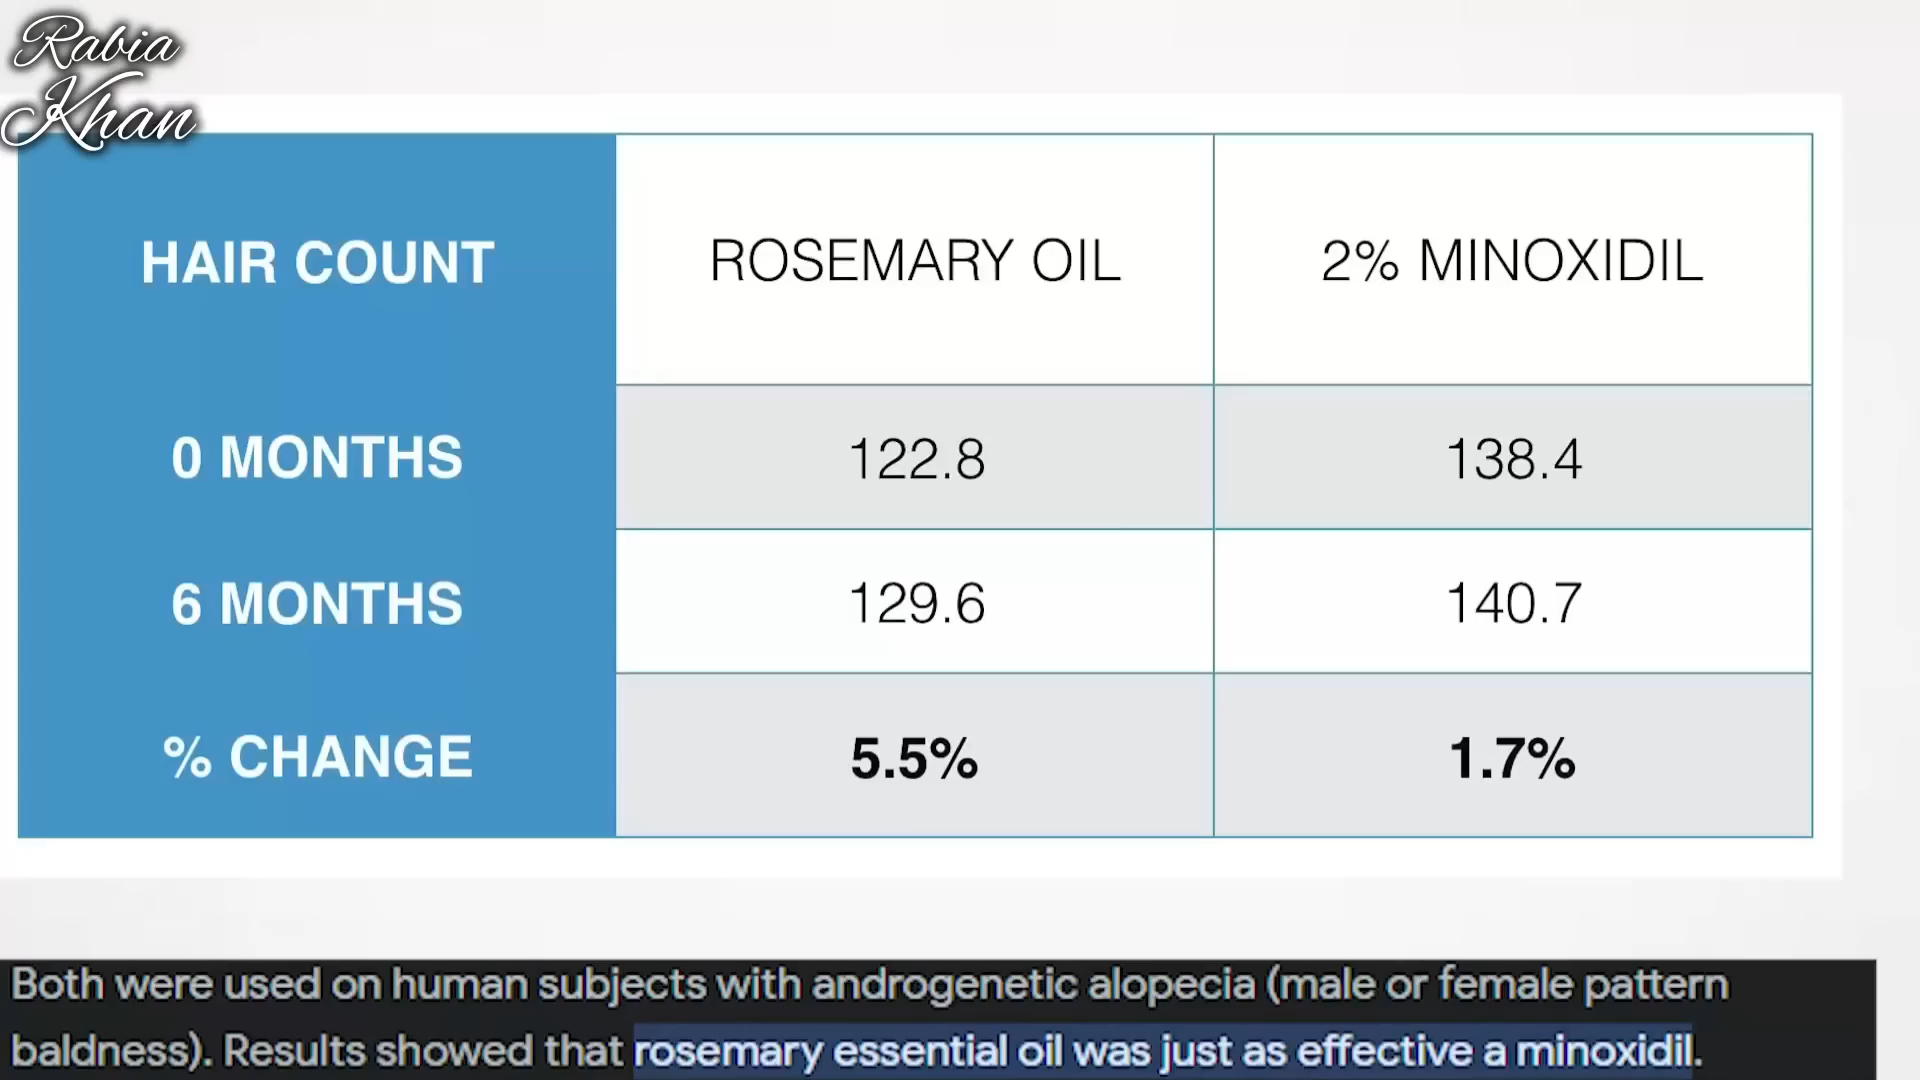 Rabia
Khan
HAIR COUNT ROSEMARY OIL 2% MINOXIDIL
0 MONTHS 122.8 138.4
6 MONTHS 129.6 140.7
% CHANGE 5.5% 1.7%
Both were used on human subjects with androgenetic alopecia (male or female pattern
baldness). Results showed that rosemary essential oil was just as effective a minoxidil.